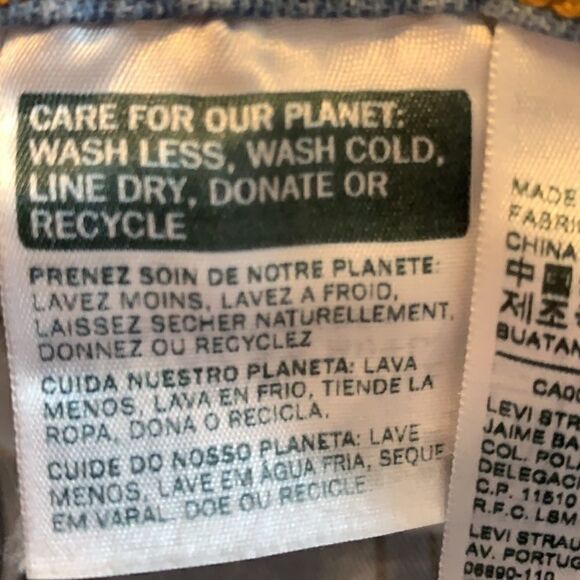 CARE FOR OUR PLANET:
WASH LESS, WASH COLD,
LINE DRY, DONATE OR
RECYCLE
PRENEZ SOIN DE NOTRE PLANETE:
LAVEZ MOINS, LAVEZ A FROID,
LAISSEZ SECHER NATURELLEMENT,
DONNEZ OU RECYCLEZ
CUIDA NUESTRO PLANETA: LAVA
MENOS, LAVA EN FRIO, TIENDE LA
ROPA, DONA O RECICLA.
CUIDE DO NOSSO PLANETA: LAVE
MENOS, LAVE EM ÁGUA FRIA, SEQUE
EM VARAL. DOE OU RECICLE.
MADE
FABRI
CHINA
中国
제조
BUATAN
CA00
LEVI STR
JAIME BA
COL. POL
DELEGAC
C.P. 11510
R.F.C. LSM
LEVI STRAU
AV. PORTUG
06890-110